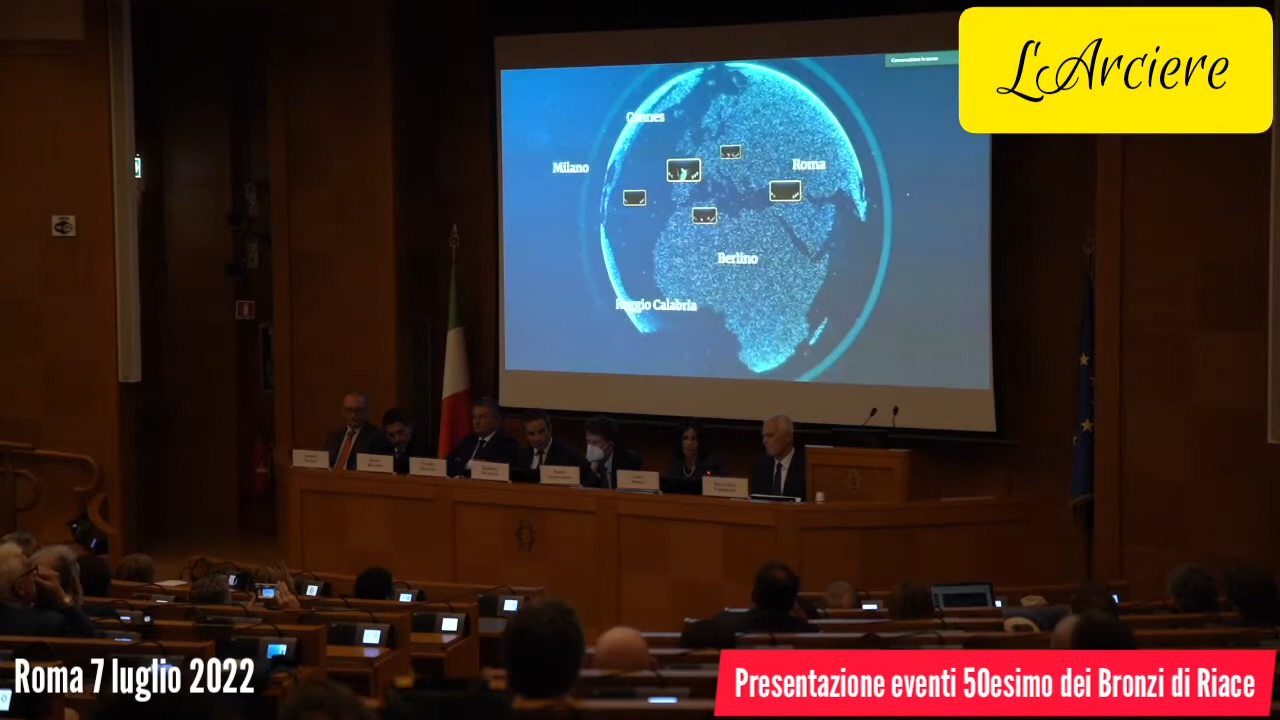 L'Arciere
Cannes
Milano
Roma
Berlino
Reggio Calabria
Roma 7 luglio 2022
Presentazione eventi 50esimo dei Bronzi di Riace